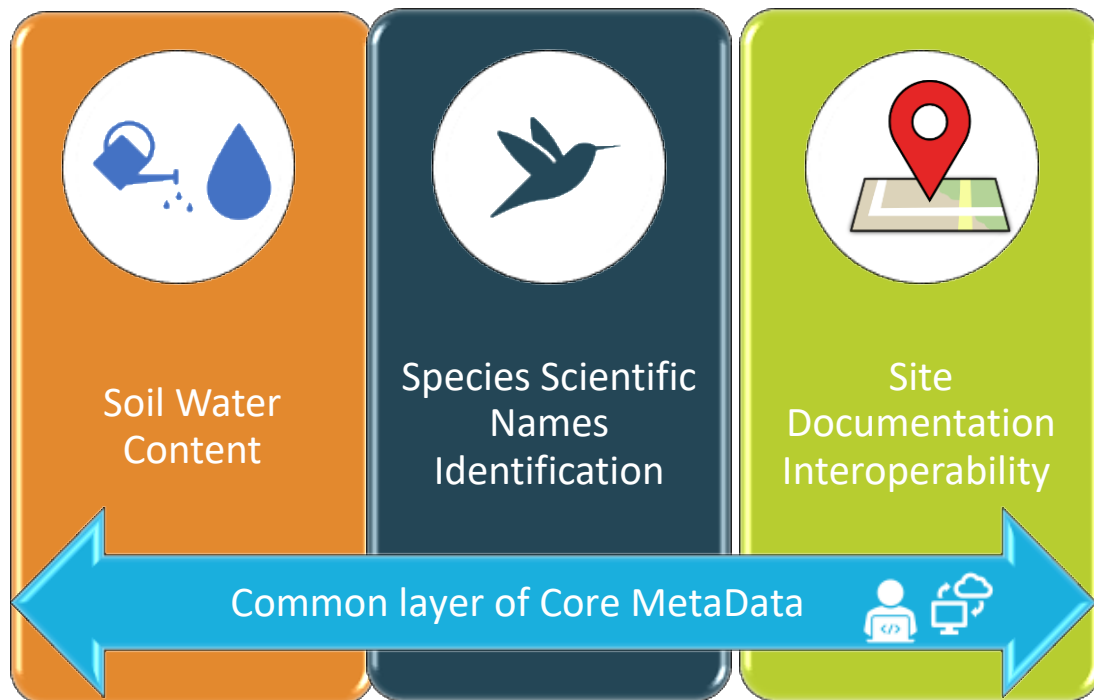 Soil Water
Content
Species Scientific
Names
Identification
Site
Documentation
Interoperability
Common layer of Core MetaData
</>